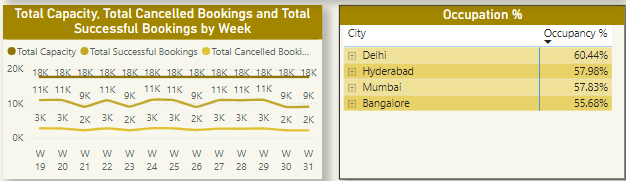 Total Capacity, Total Cancelled Bookings and Total
Successful Bookings by Week
Total Capacity Total Successful Bookings Total Cancelled Booki...
20K
18K 18K 18K 18K 18K 18K 18K 18K 18K 18K 18K 18K 18K
11K 11K 9K 11K 9K 11K 11K 9K 11K 11K 11K 9K 9K
10K
3K 3K 2K 3K 2K 3K 3K 2K 3K 3K 3K 2K 2K
0K
W W W W W W W W W W W W W
19 20 21 22 23 24 25 26 27 28 29 30 31
Occupation %
City Occupancy %
Delhi 60.44%
Hyderabad 57.98%
Mumbai 57.83%
Bangalore 55.68%